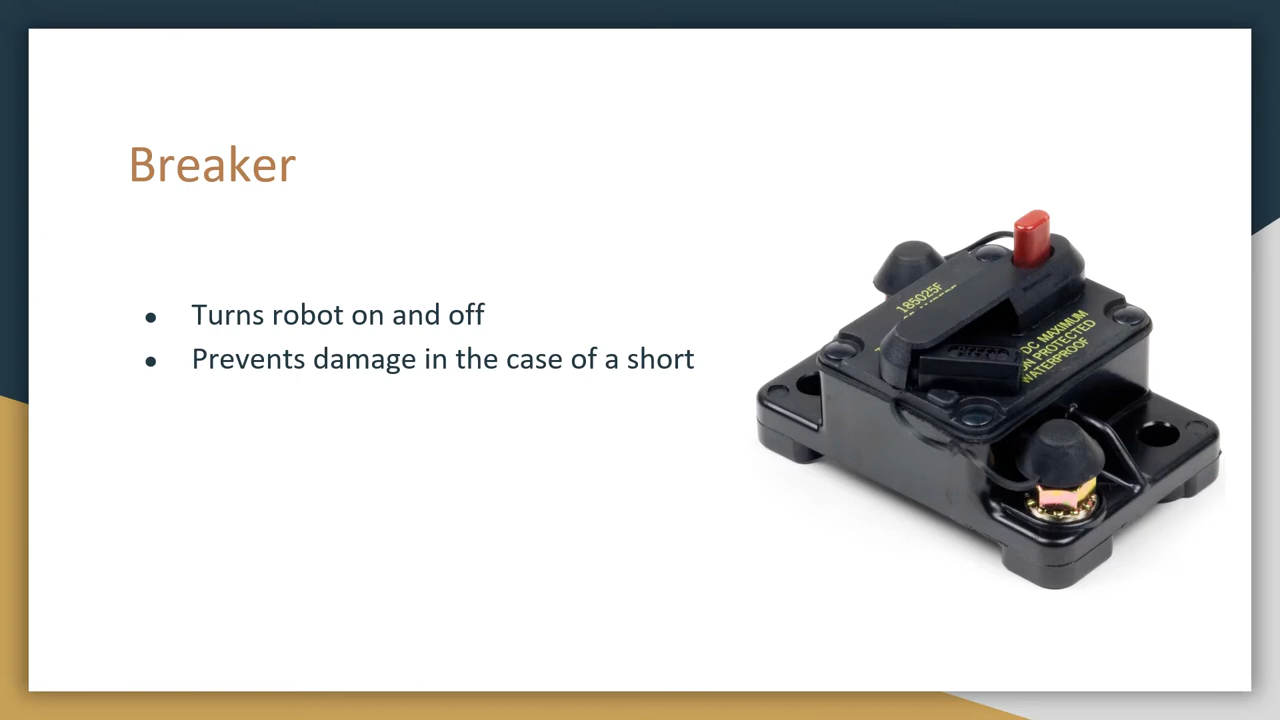 Breaker
● Turns robot on and off
● Prevents damage in the case of a short
185025F
DC MAXIMUM
ON PROTECTED
WATERPROOF